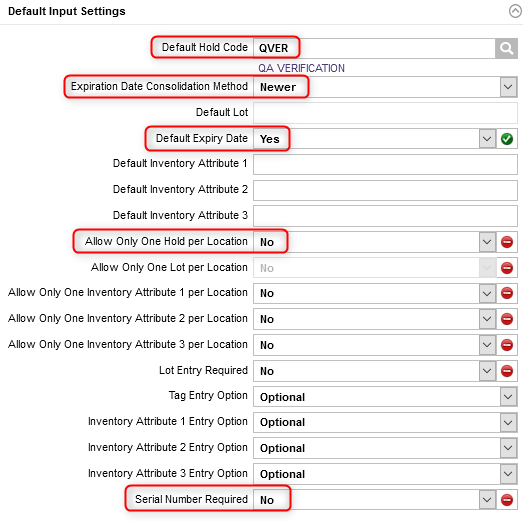 Default Input Settings
Default Hold Code QVER
QA VERIFICATION
Expiration Date Consolidation Method Newer
Default Lot
Default Expiry Date Yes
Default Inventory Attribute 1
Default Inventory Attribute 2
Default Inventory Attribute 3
Allow Only One Hold per Location No
Allow Only One Lot per Location No
Allow Only One Inventory Attribute 1 per Location No
Allow Only One Inventory Attribute 2 per Location No
Allow Only One Inventory Attribute 3 per Location No
Lot Entry Required No
Tag Entry Option Optional
Inventory Attribute 1 Entry Option Optional
Inventory Attribute 2 Entry Option Optional
Inventory Attribute 3 Entry Option Optional
Serial Number Required No